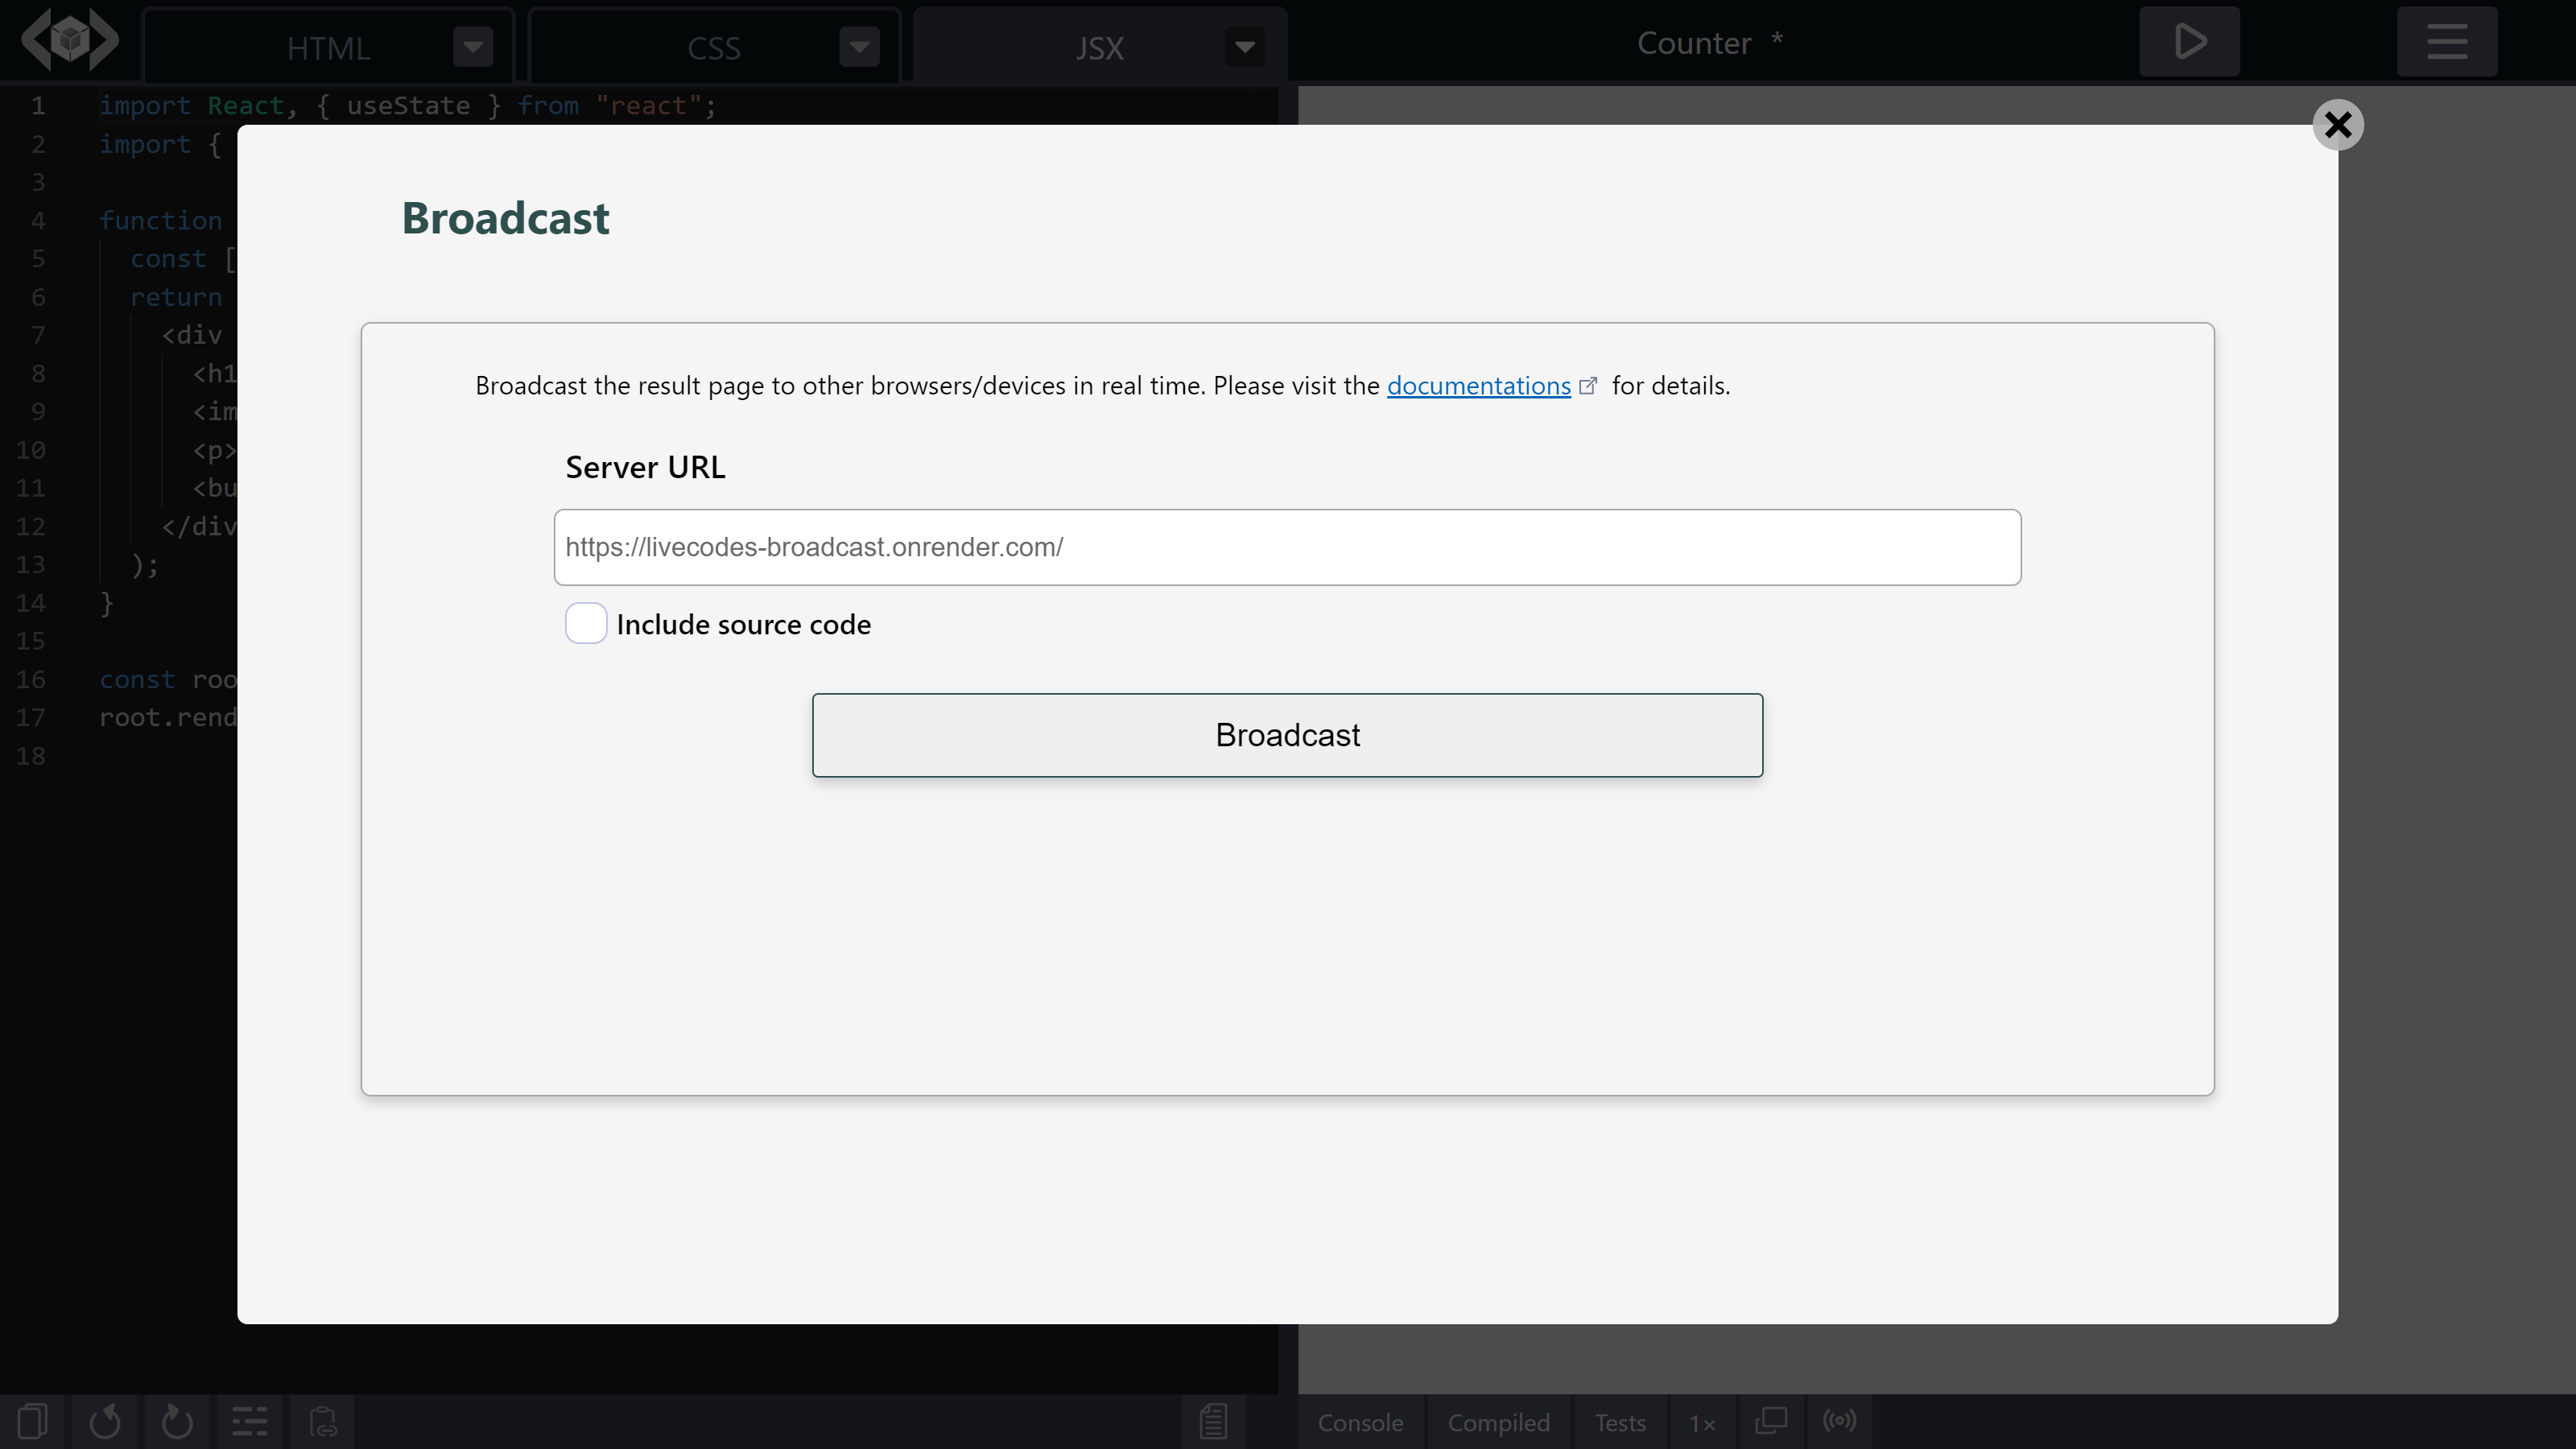 HTML
CSS
JSX
Counter *
1 import React, { useState } from "react";
2 import {
3
4 function
5 const [
6 return
7 <div
8 <h1
9 <im
10 <p>
11 <bu
12 </div
13 );
14 }
15
16 const roo
17 root.rend
18
Broadcast
Broadcast the result page to other browsers/devices in real time. Please visit the documentations for details.
Server URL
https://livecodes-broadcast.onrender.com/
Include source code
Broadcast
Console
Compiled
Tests
1×